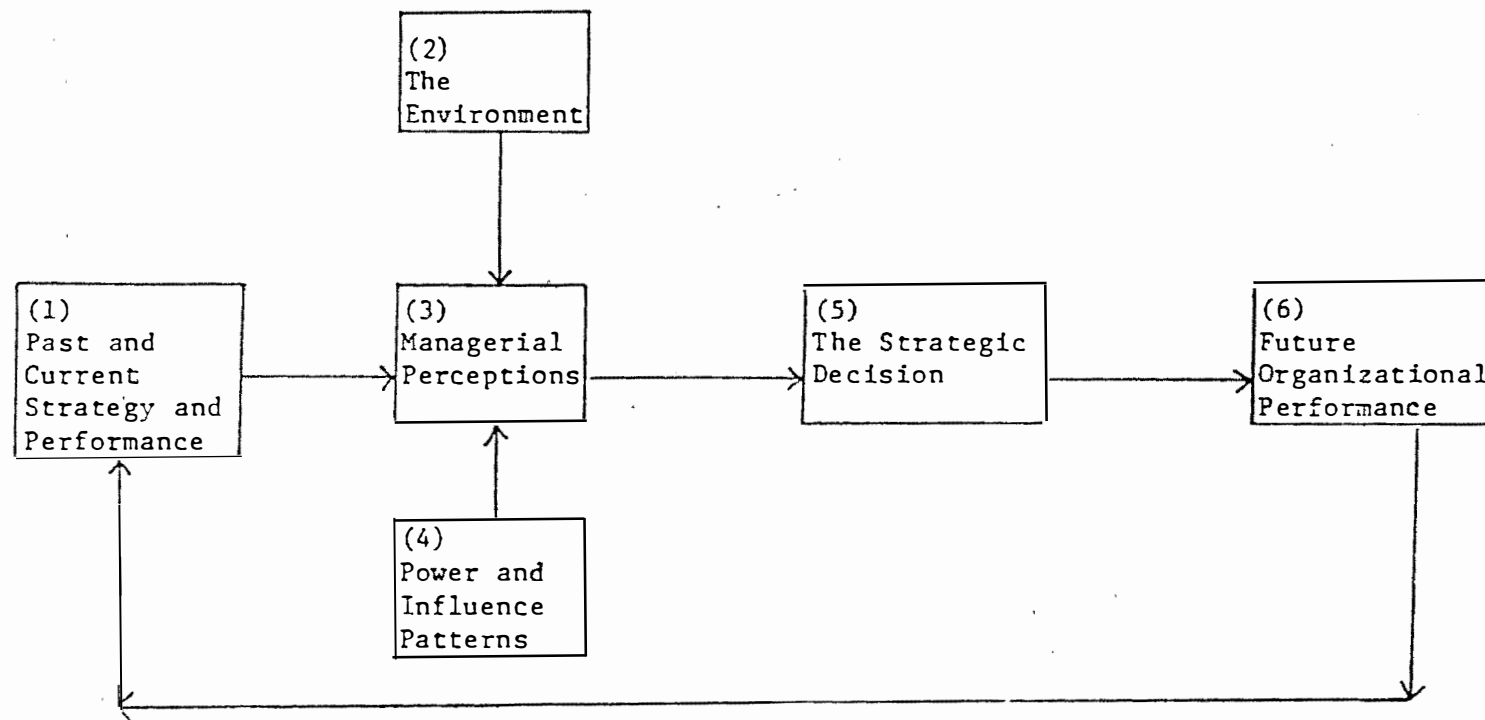 (2)
The
Environment
(1)
Past and
Current
Strategy and
Performance
(3)
Managerial
Perceptions
(5)
The Strategic
Decision
(6)
Future
Organizational
Performance
(4)
Power and
Influence
Patterns